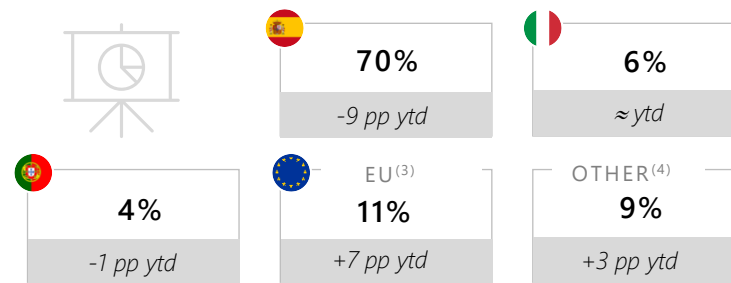 70%
-9 pp ytd
6%
≈ ytd
4%
-1 pp ytd
EU(3)
11%
+7 pp ytd
OTHER(4)
9%
+3 pp ytd